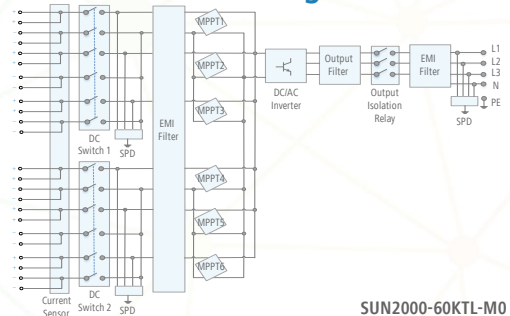 MPPT1
L1
MPPT2
Output
Filter
EMI
Filter
L2
L3
N
DC/AC
Inverter
Output
Isolation
Relay
MPPT3
EMI
Filter
PE
SPD
DC
Switch 1
SPD
MPPT4
MPPT5
MPPT6
Current
Sensor
DC
Switch 2
SPD
SUN2000-60KTL-M0